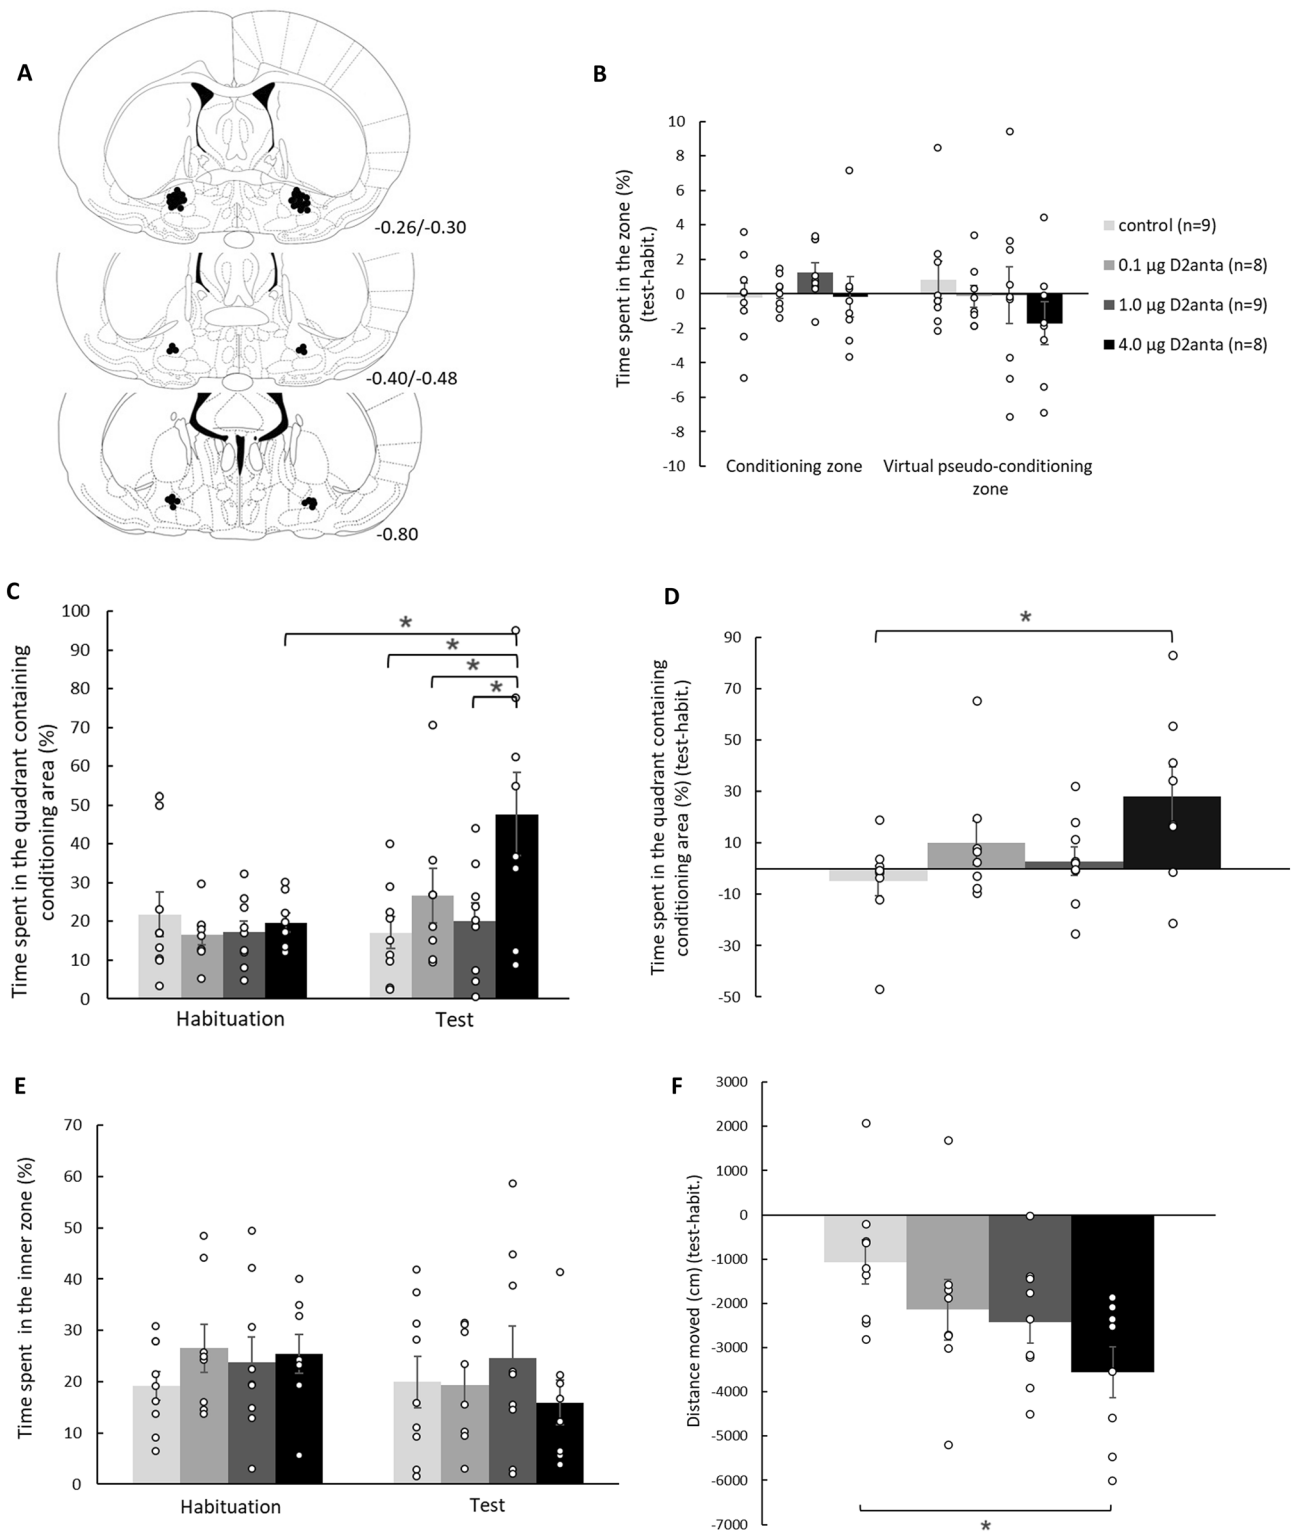 A
-0.26/-0.30
-0.40/-0.48
-0.80
B
Time spent in the zone (%)
(test-habit.)
10
8
6
4
2
0
-2
-4
-6
-8
-10
Conditioning zone
Virtual pseudo-conditioning
zone
control (n=9)
0.1 µg D2anta (n=8)
1.0 µg D2anta (n=9)
4.0 µg D2anta (n=8)
C
Time spent in the quadrant containing
conditioning area (%)
100
90
80
70
60
50
40
30
20
10
0
*
*
*
*
Habituation
Test
D
Time spent in the quadrant containing
conditioning area (%) (test-habit.)
90
70
50
30
10
-10
-30
-50
*
E
Time spent in the inner zone (%)
70
60
50
40
30
20
10
0
Habituation
Test
F
Distance moved (cm) (test-habit.)
3000
2000
1000
0
-1000
-2000
-3000
-4000
-5000
-6000
-7000
*